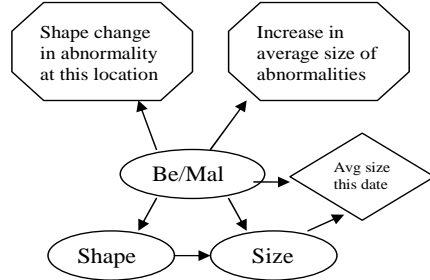 Shape change
in abnormality
at this location
Increase in
average size of
abnormalities
Be/Mal
Avg size
this date
Shape
Size